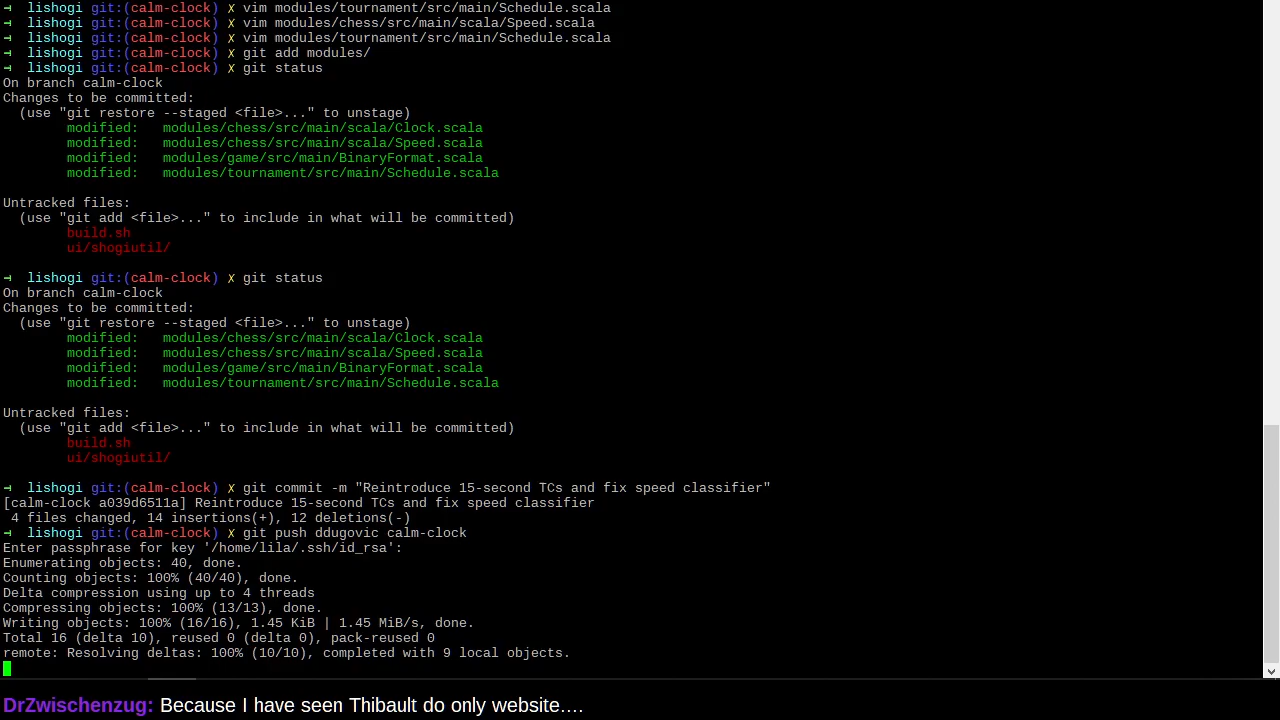 → lishogi git:(calm-clock) ✗ vim modules/tournament/src/main/Schedule.scala
→ lishogi git:(calm-clock) ✗ vim modules/chess/src/main/scala/Speed.scala
→ lishogi git:(calm-clock) ✗ vim modules/tournament/src/main/Schedule.scala
→ lishogi git:(calm-clock) ✗ git add modules/
→ lishogi git:(calm-clock) ✗ git status
On branch calm-clock
Changes to be committed:
  (use "git restore --staged <file>..." to unstage)
        modified:   modules/chess/src/main/scala/Clock.scala
        modified:   modules/chess/src/main/scala/Speed.scala
        modified:   modules/game/src/main/BinaryFormat.scala
        modified:   modules/tournament/src/main/Schedule.scala
Untracked files:
  (use "git add <file>..." to include in what will be committed)
        build.sh
        ui/shogiutil/
→ lishogi git:(calm-clock) ✗ git status
On branch calm-clock
Changes to be committed:
  (use "git restore --staged <file>..." to unstage)
        modified:   modules/chess/src/main/scala/Clock.scala
        modified:   modules/chess/src/main/scala/Speed.scala
        modified:   modules/game/src/main/BinaryFormat.scala
        modified:   modules/tournament/src/main/Schedule.scala
Untracked files:
  (use "git add <file>..." to include in what will be committed)
        build.sh
        ui/shogiutil/
→ lishogi git:(calm-clock) ✗ git commit -m "Reintroduce 15-second TCs and fix speed classifier"
[calm-clock a039d6511a] Reintroduce 15-second TCs and fix speed classifier
 4 files changed, 14 insertions(+), 12 deletions(-)
→ lishogi git:(calm-clock) ✗ git push ddugovic calm-clock
Enter passphrase for key '/home/lila/.ssh/id_rsa':
Enumerating objects: 40, done.
Counting objects: 100% (40/40), done.
Delta compression using up to 4 threads
Compressing objects: 100% (13/13), done.
Writing objects: 100% (16/16), 1.45 KiB | 1.45 MiB/s, done.
Total 16 (delta 10), reused 0 (delta 0), pack-reused 0
remote: Resolving deltas: 100% (10/10), completed with 9 local objects.
DrZwischenzug: Because I have seen Thibault do only website....